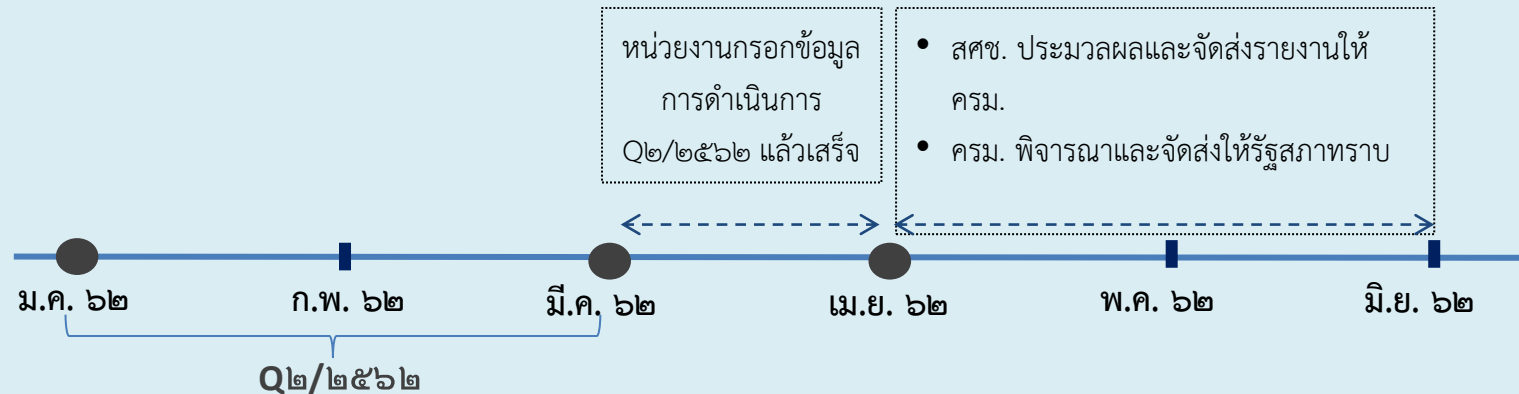 หน่วยงานกรอกข้อมูล
การดำเนินการ
Q๒/๒๕๖๒ แล้วเสร็จ
• สศช. ประมวลผลและจัดส่งรายงานให้
ครม.
• ครม. พิจารณาและจัดส่งให้รัฐสภาทราบ
ม.ค. ๖๒
ก.พ. ๖๒
มี.ค. ๖๒
เม.ย. ๖๒
พ.ค. ๖๒
มิ.ย. ๖๒
Q๒/๒๕๖๒